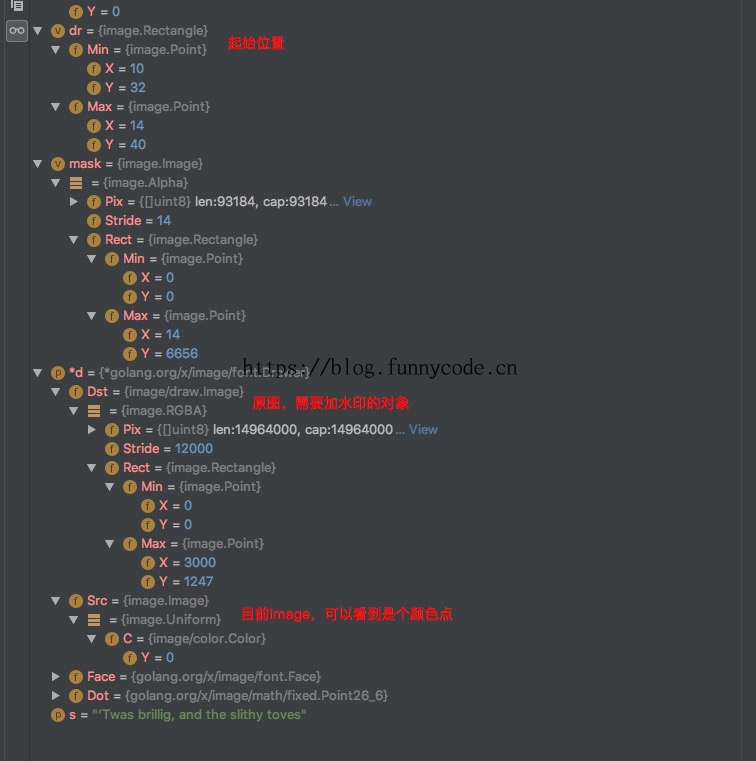 Y = 0
dr = {image.Rectangle}
起始位置
Min = {image.Point}
X = 10
Y = 32
Max = {image.Point}
X = 14
Y = 40
mask = {image.Image}
= {image.Alpha}
Pix = {[]uint8} len:93184, cap:93184... View
Stride = 14
Rect = {image.Rectangle}
Min = {image.Point}
X = 0
Y = 0
Max = {image.Point}
X = 14
Y = 6656
https://blog.funnycode.cn
*d = {*golang.org/x/image/font.Drawer}
Dst = {image/draw.Image}
原图，需要加水印的对象
= {image.RGBA}
Pix = {[]uint8} len:14964000, cap:14964000... View
Stride = 12000
Rect = {image.Rectangle}
Min = {image.Point}
X = 0
Y = 0
Max = {image.Point}
X = 3000
Y = 1247
Src = {image.Image}
目前Image，可以看到是个颜色点
= {image.Uniform}
C = {image/color.Color}
Y = 0
Face = {golang.org/x/image/font.Face}
Dot = {golang.org/x/image/math/fixed.Point26_6}
s = "’Twas brillig, and the slithy toves"